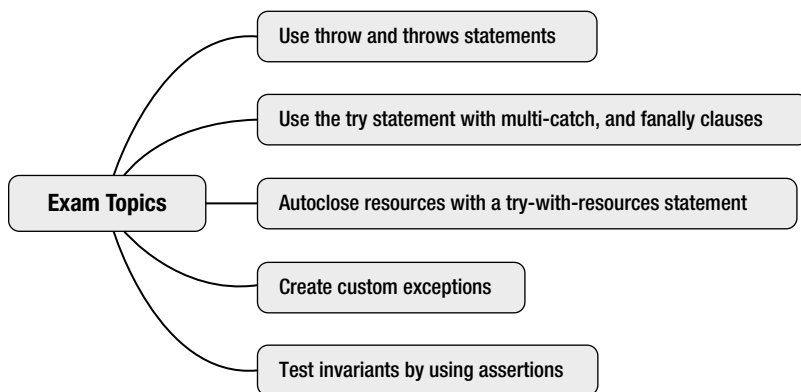 Use throw and throws statements
Use the try statement with multi-catch, and fanally clauses
Exam Topics
Autoclose resources with a try-with-resources statement
Create custom exceptions
Test invariants by using assertions